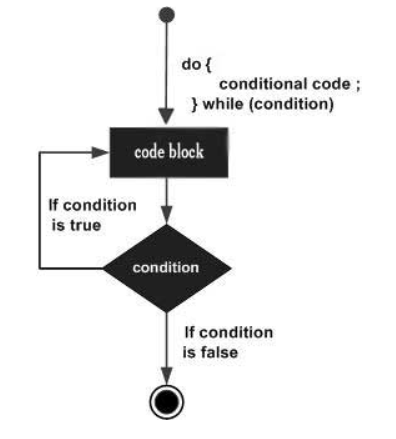 do {
conditional code ;
} while (condition)
code block
If condition
is true
condition
If condition
is false